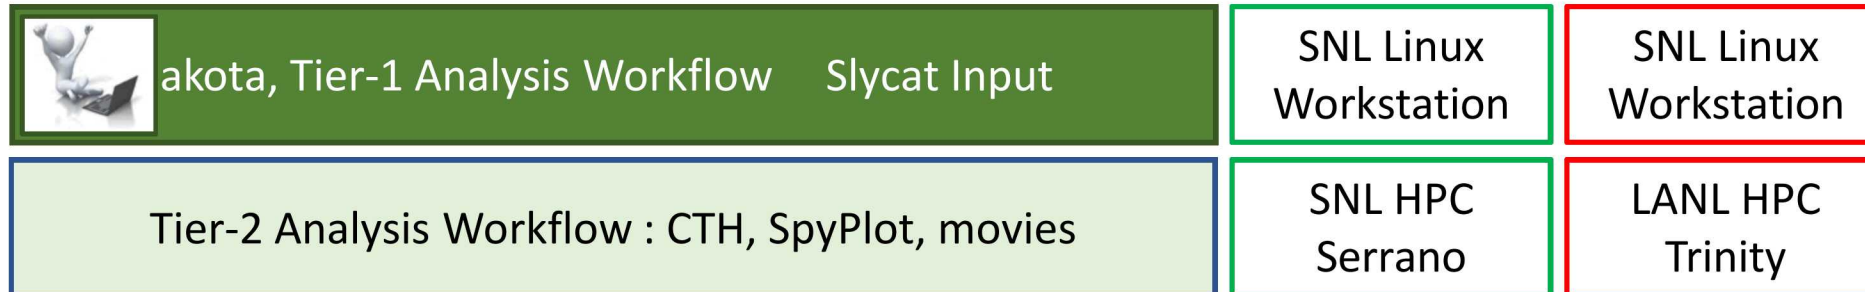 akota, Tier-1 Analysis Workflow Slycat Input
SNL Linux
Workstation
SNL Linux
Workstation
Tier-2 Analysis Workflow : CTH, SpyPlot, movies
SNL HPC
Serrano
LANL HPC
Trinity